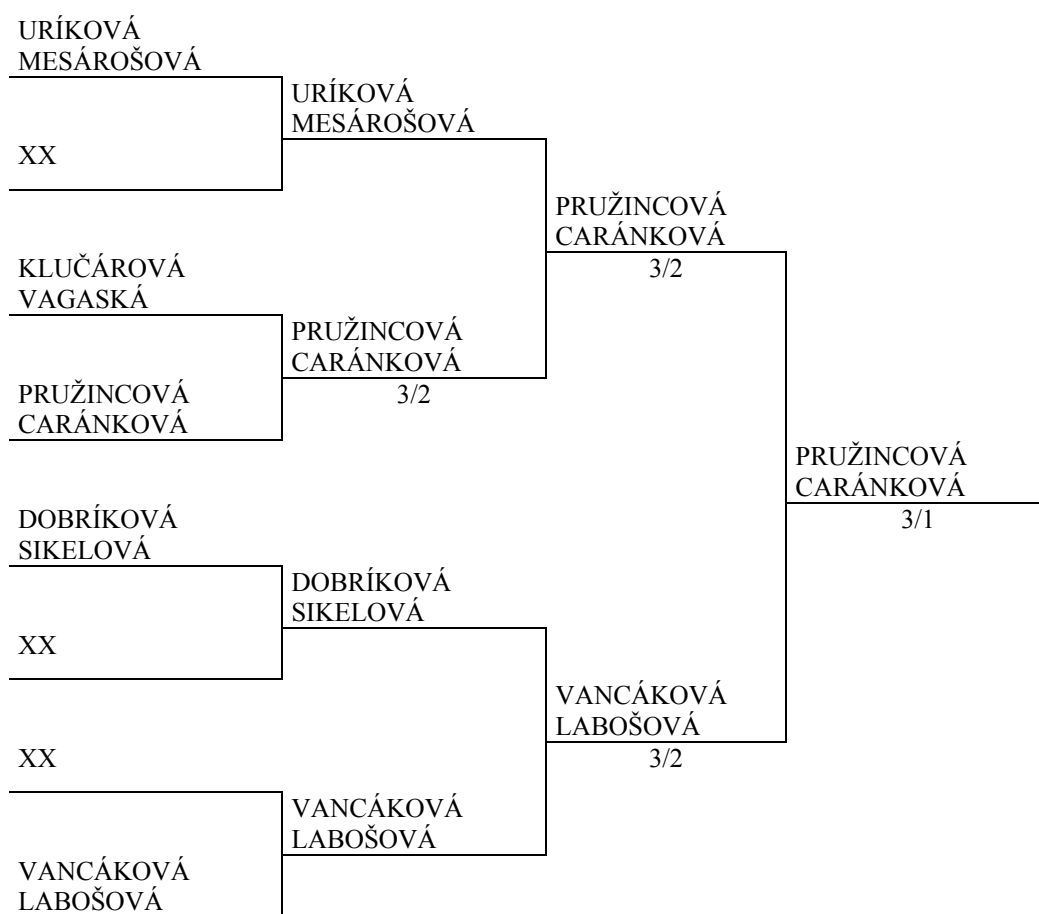 URÍKOVÁ
MESÁROŠOVÁ
URÍKOVÁ
MESÁROŠOVÁ
XX
PRUŽINCOVÁ
CARÁNKOVÁ
3/2
KLUČÁROVÁ
VAGASKÁ
PRUŽINCOVÁ
CARÁNKOVÁ
3/2
PRUŽINCOVÁ
CARÁNKOVÁ
PRUŽINCOVÁ
CARÁNKOVÁ
3/1
DOBRÍKOVÁ
SIKELOVÁ
DOBRÍKOVÁ
SIKELOVÁ
XX
VANCÁKOVÁ
LABOŠOVÁ
3/2
XX
VANCÁKOVÁ
LABOŠOVÁ
VANCÁKOVÁ
LABOŠOVÁ